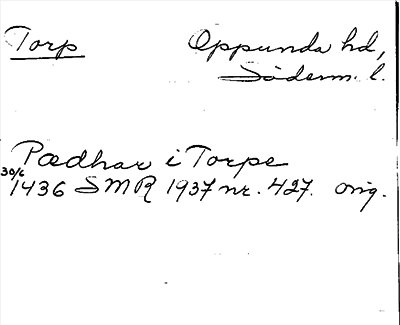 Torp
Oppunda hd,
Söderm. l.
Pædhar i Torpe
30/6
1436 SMR 1937 nr. 427. orig.